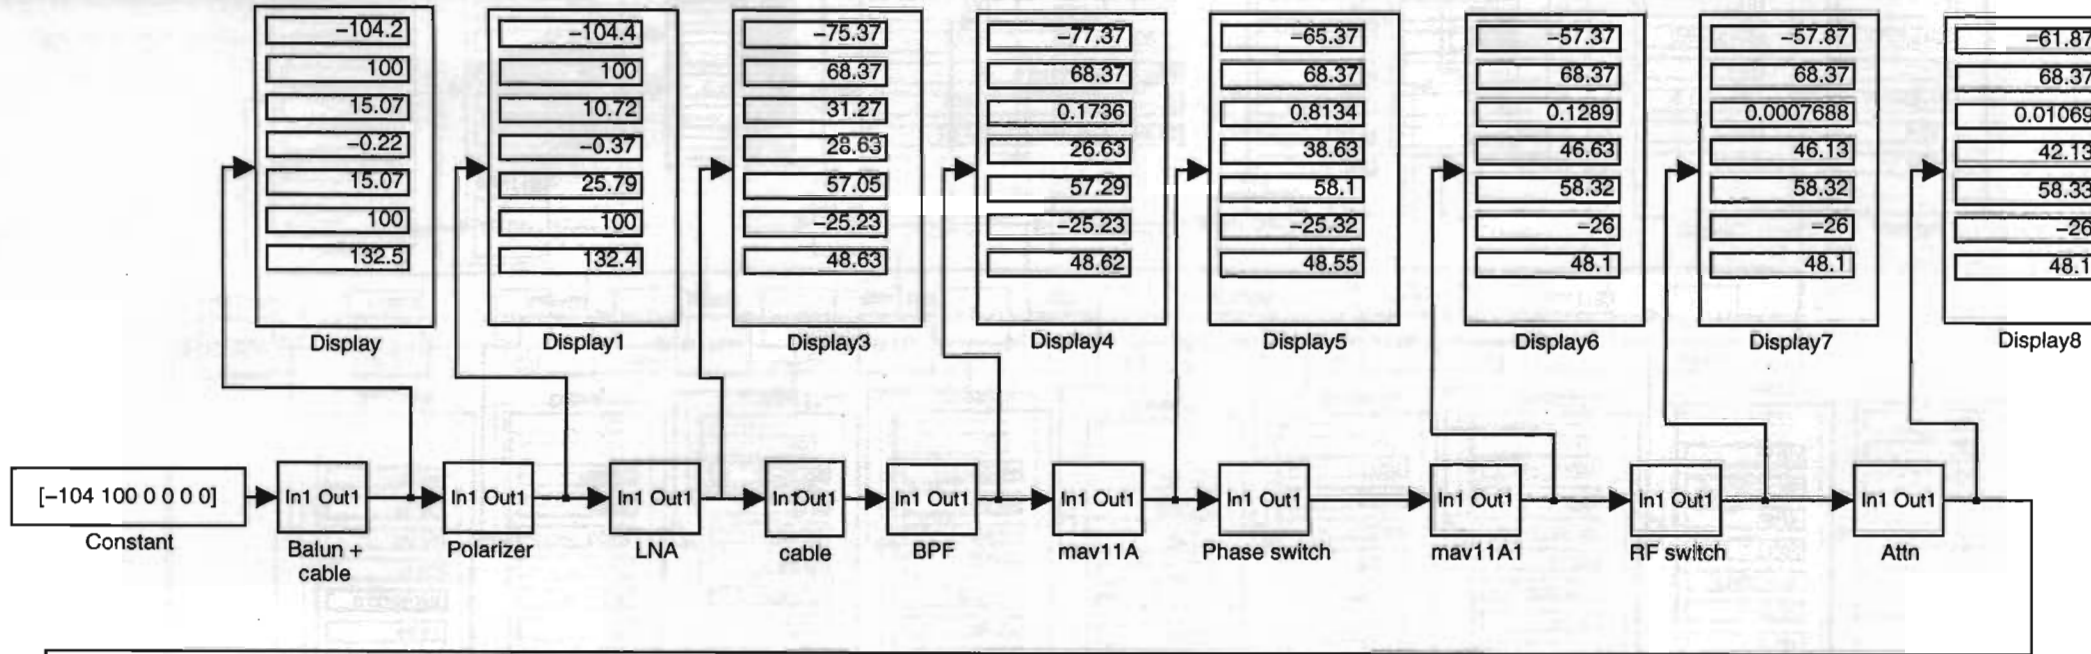 -104.2
100
15.07
-0.22
15.07
100
132.5
Display
-104.4
100
10.72
-0.37
25.79
100
132.4
Display1
-75.37
68.37
31.27
28.63
57.05
-25.23
48.63
Display3
-77.37
68.37
0.1736
26.63
57.29
-25.23
48.62
Display4
-65.37
68.37
0.8134
38.63
58.1
-25.32
48.55
Display5
-57.37
68.37
0.1289
46.63
58.32
-26
48.1
Display6
-57.87
68.37
0.0007688
46.13
58.32
-26
48.1
Display7
-61.87
68.37
0.01069
42.13
58.33
-26
48.1
Display8
[-104 100 0 0 0 0 0]
Constant
In1 Out1
Balun +
cable
In1 Out1
Polarizer
In1 Out1
LNA
In1 Out1
cable
In1 Out1
BPF
In1 Out1
mav11A
In1 Out1
Phase switch
In1 Out1
mav11A1
In1 Out1
RF switch
In1 Out1
Attn